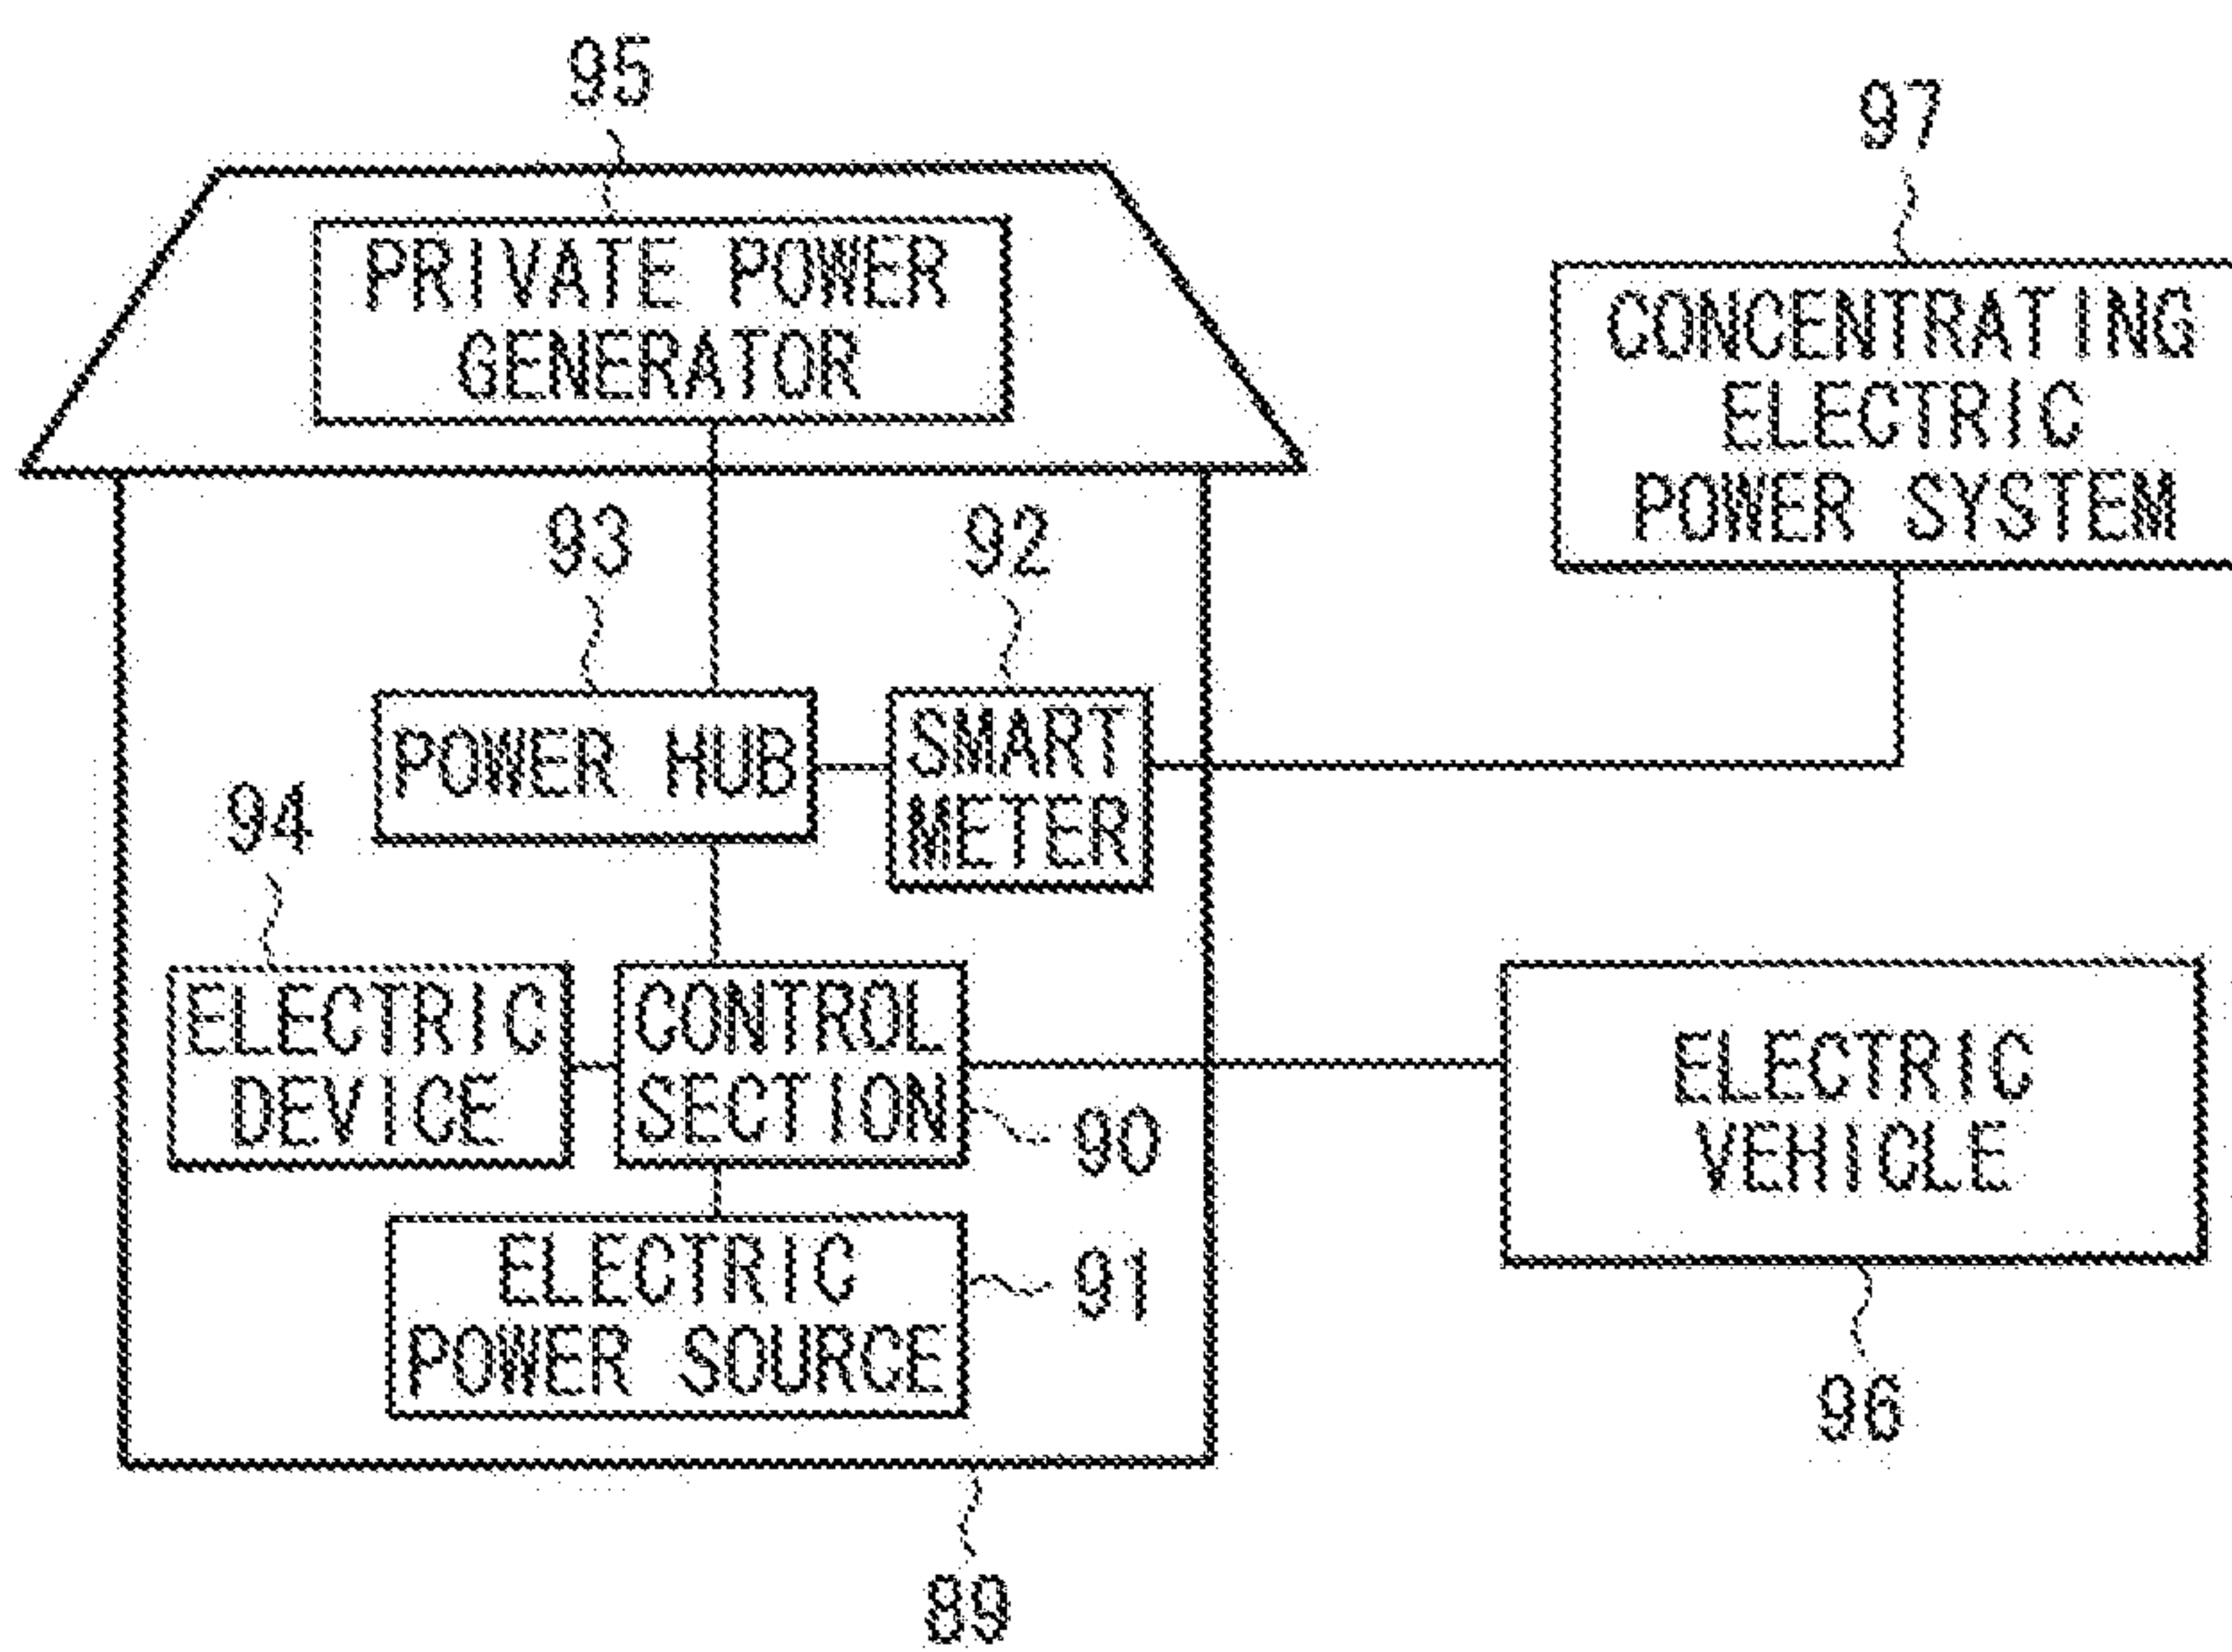 95
97
PRIVATE POWER
GENERATOR
CONCENTRATING
ELECTRIC
POWER SYSTEM
93
92
POWER HUB
SMART
METER
94
ELECTRIC
DEVICE
CONTROL
SECTION
90
ELECTRIC
VEHICLE
ELECTRIC
POWER SOURCE
91
96
89